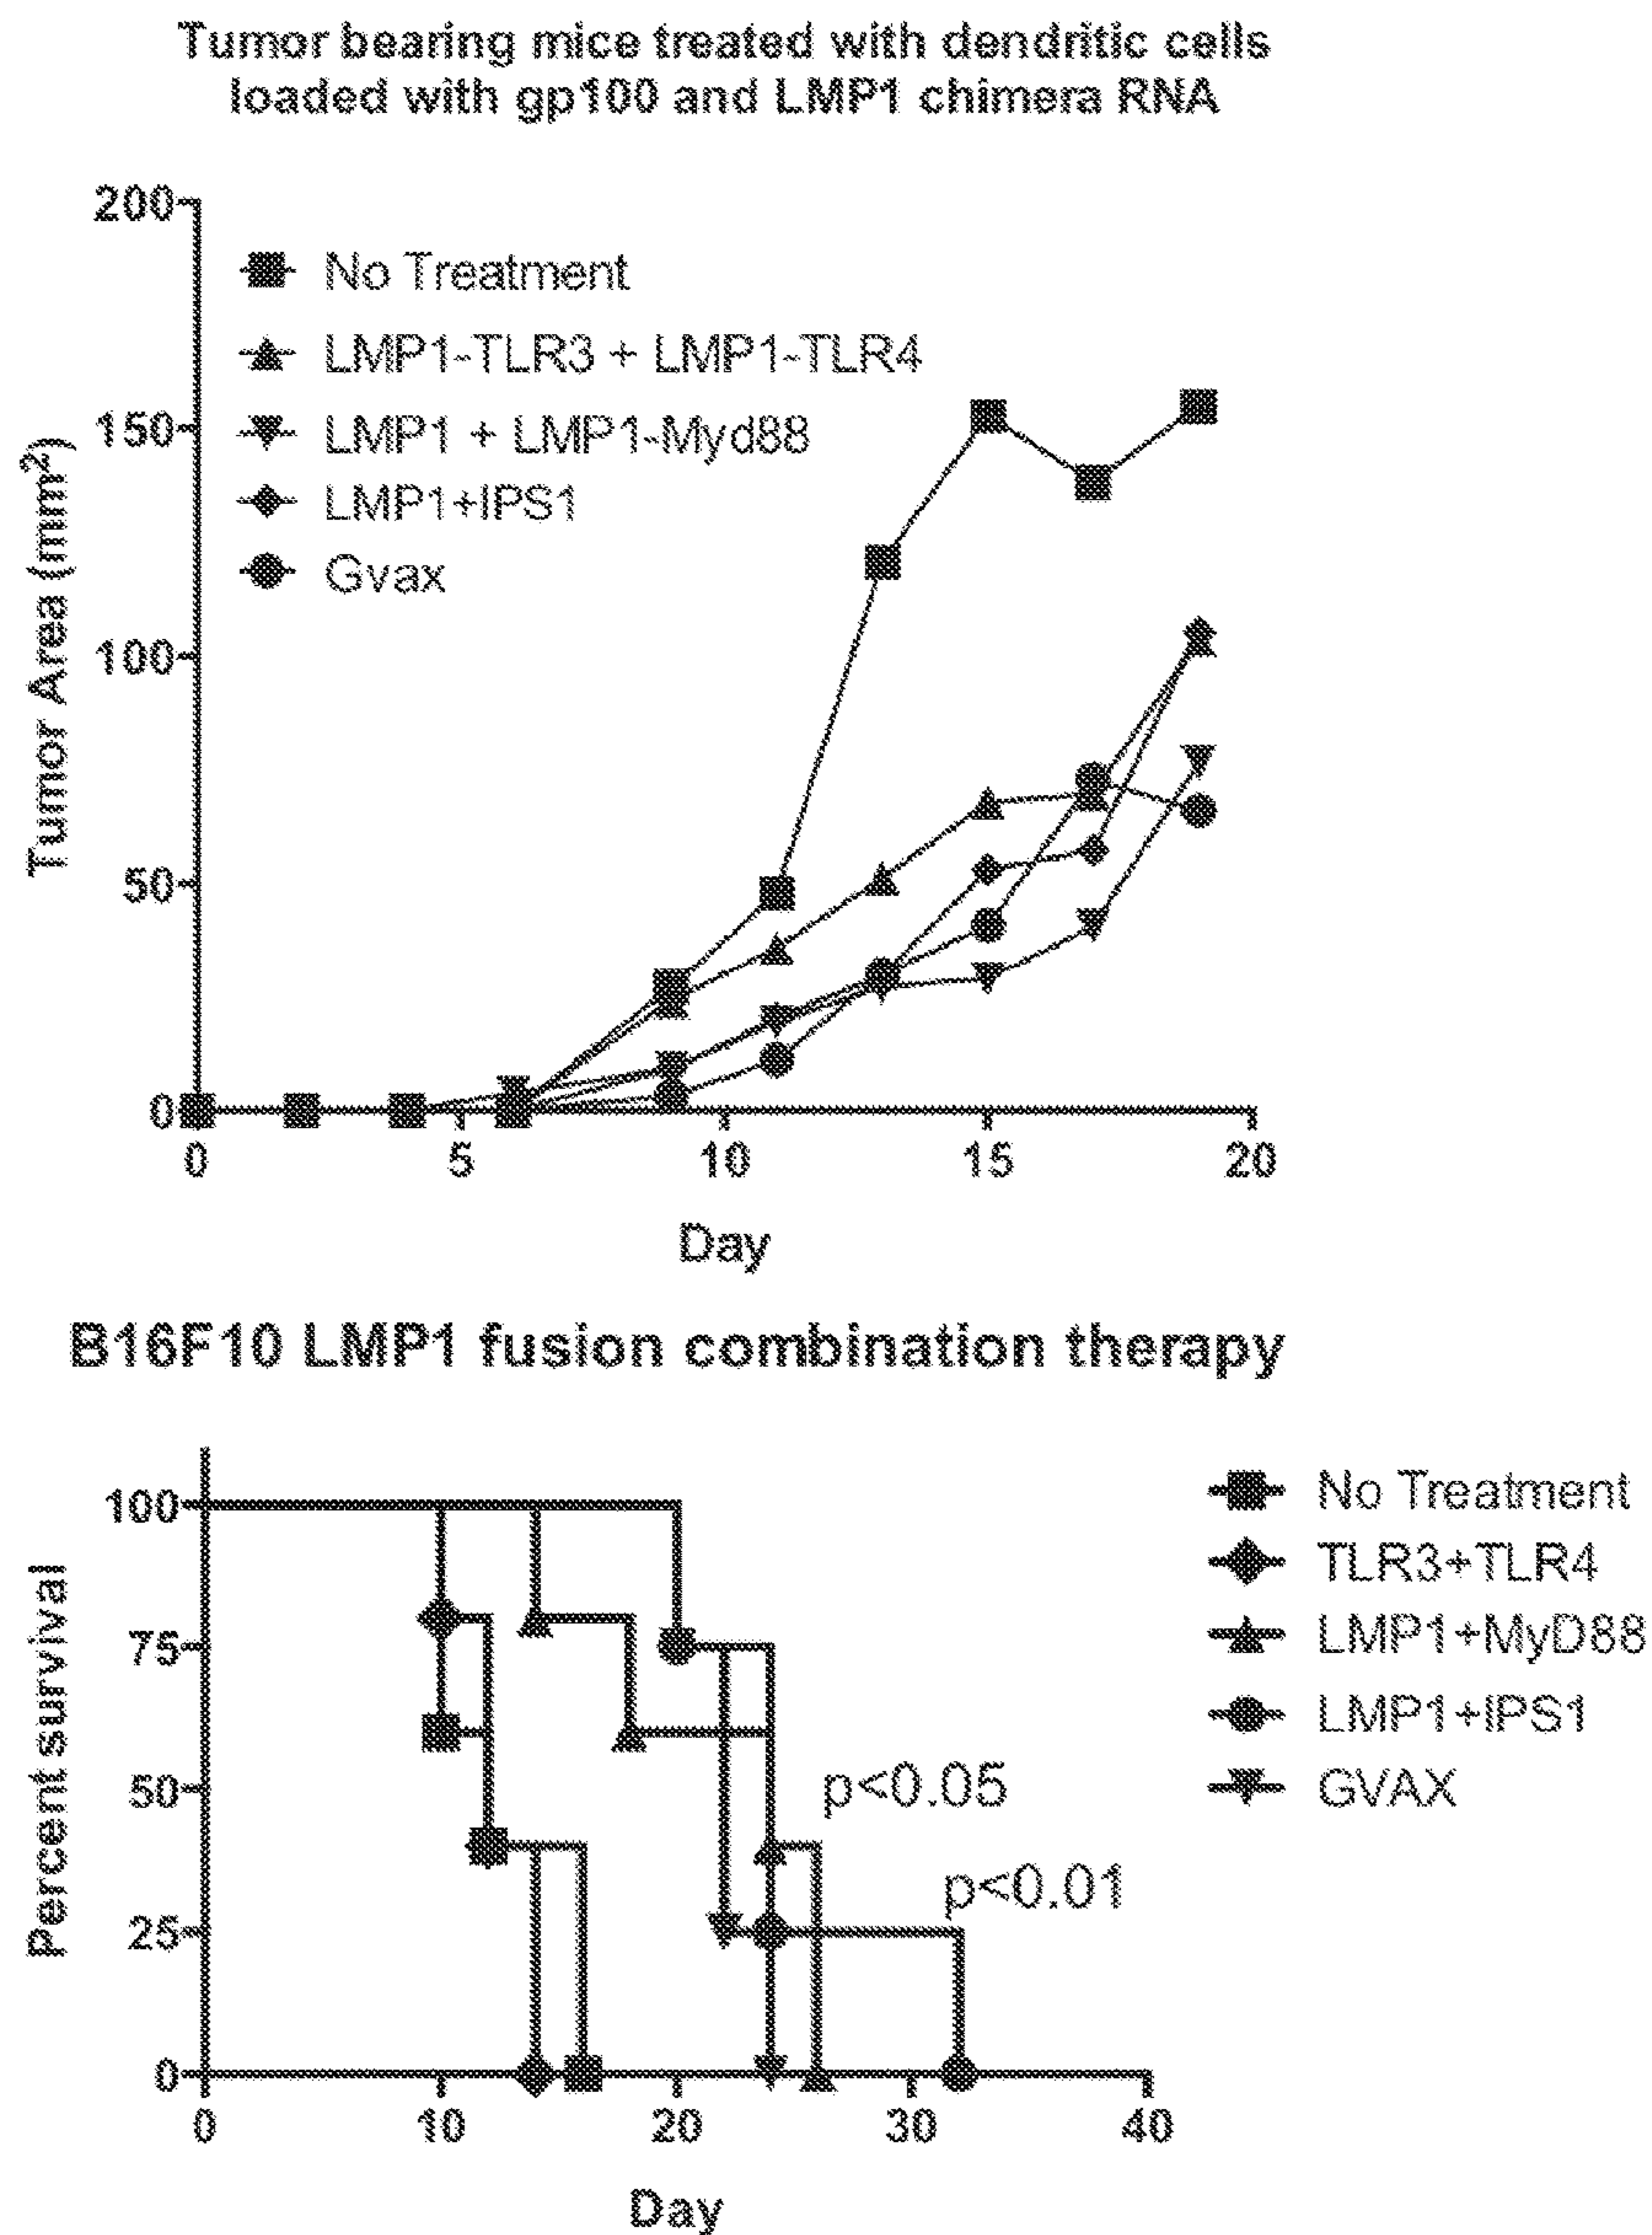 Tumor bearing mice treated with dendritic cells
loaded with gp100 and LMP1 chimera RNA
200
150
100
50
0
Tumor Area (mm²)
No Treatment
LMP1-TLR3 + LMP1-TLR4
LMP1 + LMP1-Myd88
LMP1+IPS1
Gvax
0 5 10 15 20
Day
B16F10 LMP1 fusion combination therapy
100
75
50
25
0
Percent survival
p<0.05
p<0.01
No Treatment
TLR3+TLR4
LMP1+MyD88
LMP1+IPS1
GVAX
0 10 20 30 40
Day